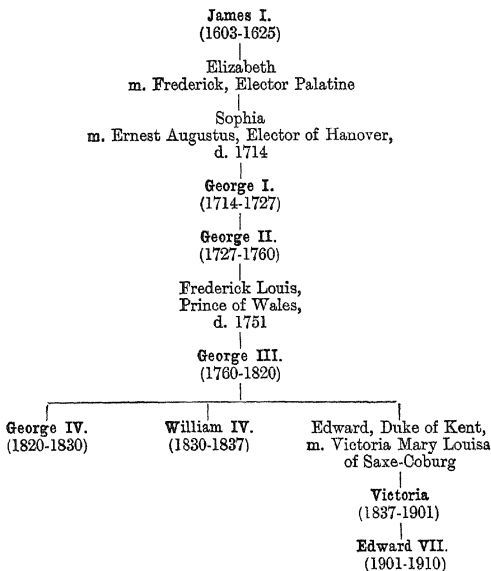 James I.
(1603-1625)
Elizabeth
m. Frederick, Elector Palatine
Sophia
m. Ernest Augustus, Elector of Hanover,
d. 1714
George I.
(1714-1727)
George II.
(1727-1760)
Frederick Louis,
Prince of Wales,
d. 1751
George III.
(1760-1820)
George IV.
(1820-1830)
William IV.
(1830-1837)
Edward, Duke of Kent,
m. Victoria Mary Louisa
of Saxe-Coburg
Victoria
(1837-1901)
Edward VII.
(1901-1910)